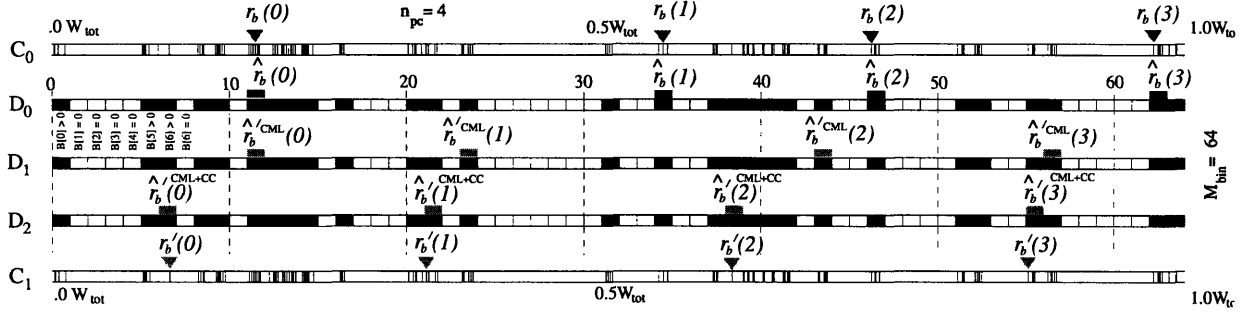 .0 W_tot r_b(0) n_pc = 4 0.5W_tot r_b(1) r_b(2) r_b(3) 1.0W_to
C_0
0 10 r̂_b(0) 20 30 r̂_b(1) 40 r̂_b(2) 50 60 r̂_b(3)
D_0
B[0] > 0 B[1] = 0 B[2] = 0 B[3] = 0 B[4] = 0 B[5] > 0 B[6] > 0 B[6] = 0
r̂_b'^CML(0) r̂_b'^CML(1) r̂_b'^CML(2) r̂_b'^CML(3)
D_1
r̂_b'^CML+CC(0) r̂_b'^CML+CC(1) r̂_b'^CML+CC(2) r̂_b'^CML+CC(3)
M_bin = 64
D_2
r_b'(0) r_b'(1) r_b'(2) r_b'(3)
C_1
.0 W_tot 0.5W_tot 1.0W_tc